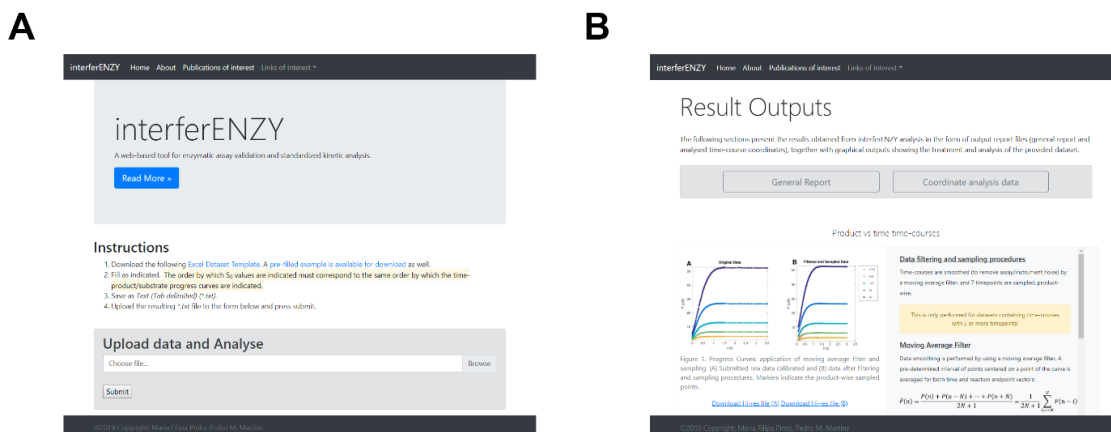 A
B
interferENZY Home About Publications of interest Links of interest
interferENZY
A web-based tool for enzymatic assay validation and standardized kinetic analysis.
Read More »
Instructions
1. Download the following Excel Dataset Template. A pre-filled example is available for download as well.
2. Fill as indicated. The order by which S0 values are indicated must correspond to the same order by which the time-
product/substrate progress curves are indicated.
3. Save as Text (Tab delimited) (*.txt).
4. Upload the resulting *.txt file to the form below and press submit.
Upload data and Analyse
Choose file...
Browse
Submit
©2019 Copyright: Maria Filipa Pinto, Pedro M. Martins
interferENZY Home About Publications of interest Links of interest
Result Outputs
The following sections present the results obtained from interferENZY analysis in the form of output report files (general report and
analysed time-course coordinates), together with graphical outputs showing the treatment and analysis of the provided dataset.
General Report
Coordinate analysis data
Product vs time time-courses
A Original Data
B Filtered and Sampled Data
Figure 1. Progress Curves: application of moving average filter and
sampling. (A) Submitted raw data calibrated and (B) data after filtering
and sampling procedures. Markers indicate the product-wise sampled
points.
Download Hi-res file (A) Download Hi-res file (B)
Data filtering and sampling procedures
Time-courses are smoothed (to remove assay/instrument noise) by
a moving average filter, and 7 timepoints are sampled, product-
wise.
This is only performed for datasets containing time-courses
with or more timepoints!
Moving Average Filter
Data smoothing is performed by using a moving average filter. A
pre-determined interval of points centered on a point of the curve is
averaged for both time and reaction endpoint vectors:
P(n) = P(n) + P(n − N) + ⋯ + P(n + N) / 2N + 1 = 1 / 2N + 1 ∑ P(n − i)
©2019 Copyright: Maria Filipa Pinto, Pedro M. Martins